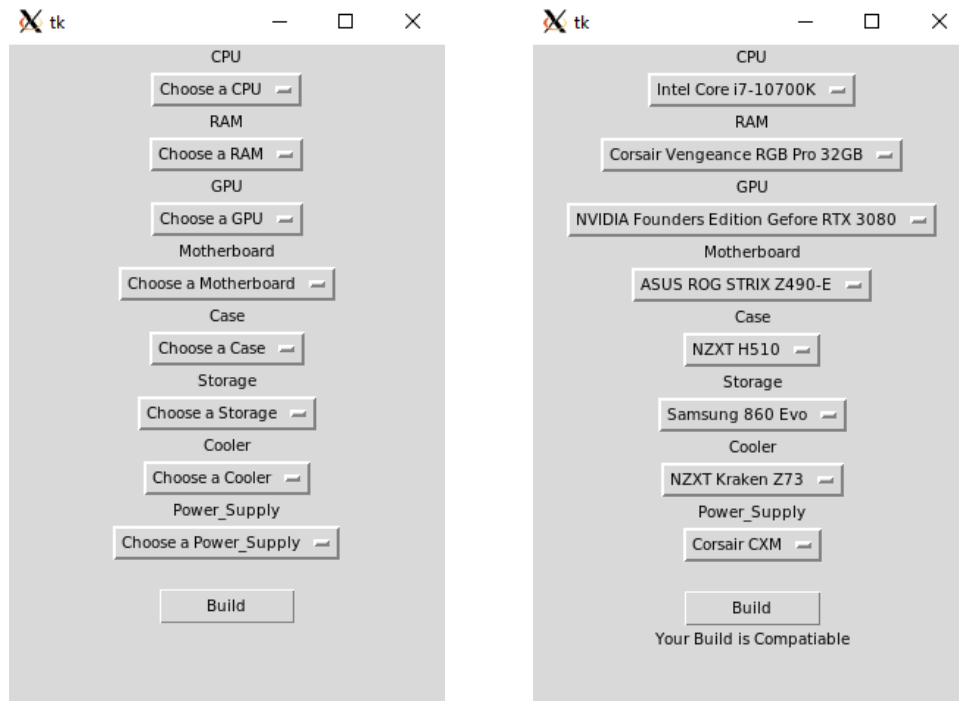 tk
CPU
Choose a CPU
RAM
Choose a RAM
GPU
Choose a GPU
Motherboard
Choose a Motherboard
Case
Choose a Case
Storage
Choose a Storage
Cooler
Choose a Cooler
Power_Supply
Choose a Power_Supply
Build
tk
CPU
Intel Core i7-10700K
RAM
Corsair Vengeance RGB Pro 32GB
GPU
NVIDIA Founders Edition Gefore RTX 3080
Motherboard
ASUS ROG STRIX Z490-E
Case
NZXT H510
Storage
Samsung 860 Evo
Cooler
NZXT Kraken Z73
Power_Supply
Corsair CXM
Build
Your Build is Compatiable